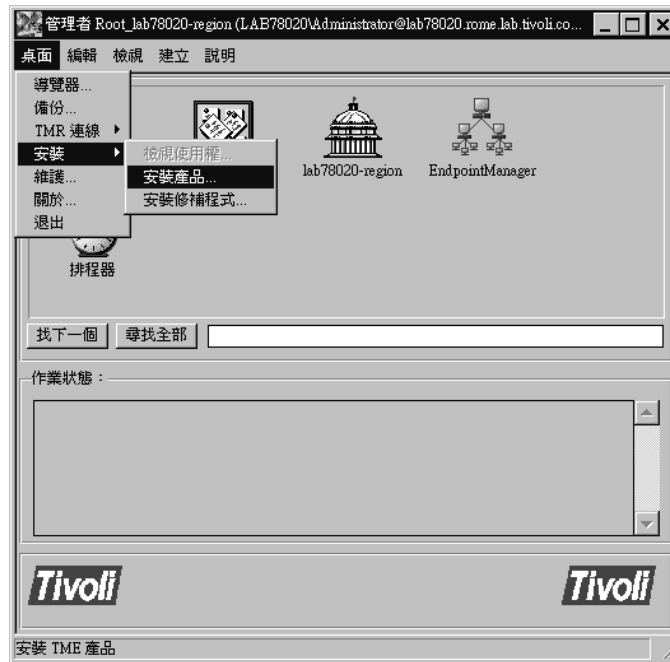 管理者 Root_lab78020-region (LAB78020\Administrator@lab78020.rome.lab.tivoli.co...
桌面 編輯 檢視 建立 說明
導覽器...
備份...
TMR 連線
安裝
維護...
關於...
退出
檢視使用權...
安裝產品...
安裝修補程式...
lab78020-region
EndpointManager
排程器
找下一個 尋找全部
作業狀態：
Tivoli Tivoli
安裝 TME 產品